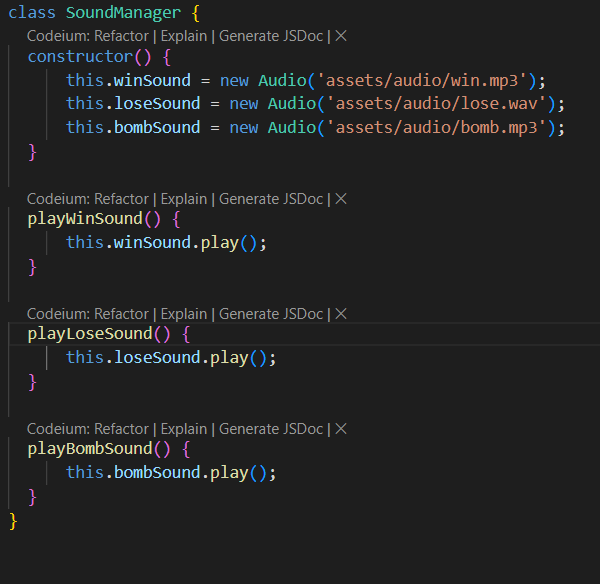 class SoundManager {
Codeium: Refactor | Explain | Generate JSDoc | ✕
constructor() {
this.winSound = new Audio('assets/audio/win.mp3');
this.loseSound = new Audio('assets/audio/lose.wav');
this.bombSound = new Audio('assets/audio/bomb.mp3');
}
Codeium: Refactor | Explain | Generate JSDoc | ✕
playWinSound() {
this.winSound.play();
}
Codeium: Refactor | Explain | Generate JSDoc | ✕
playLoseSound() {
this.loseSound.play();
}
Codeium: Refactor | Explain | Generate JSDoc | ✕
playBombSound() {
this.bombSound.play();
}
}